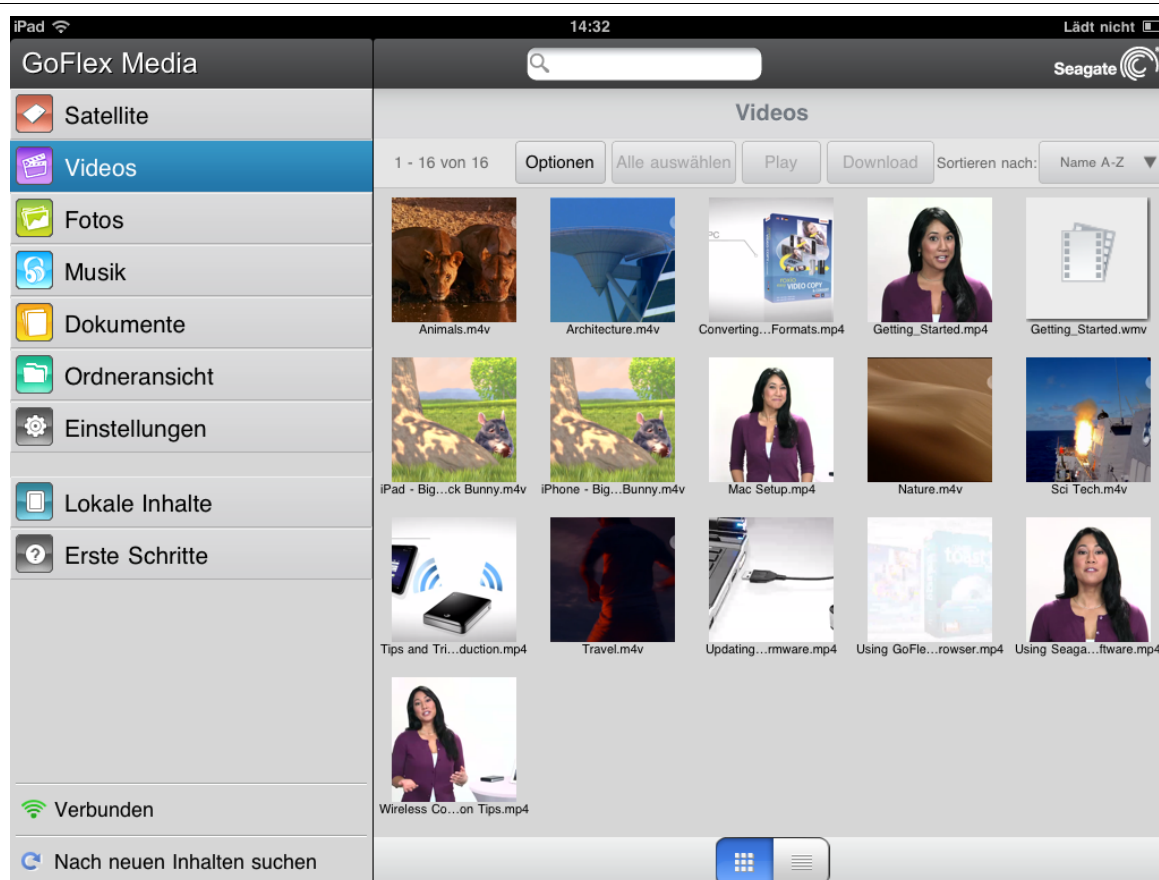 iPad
14:32
Lädt nicht
GoFlex Media
Seagate
Satellite
Videos
Fotos
Musik
Dokumente
Ordneransicht
Einstellungen
Lokale Inhalte
Erste Schritte
Verbunden
Nach neuen Inhalten suchen
Videos
1 - 16 von 16
Optionen
Alle auswählen
Play
Download
Sortieren nach:
Name A-Z
PC
VIDEO COPY
Animals.m4v
Architecture.m4v
Converting...Formats.mp4
Getting_Started.mp4
Getting_Started.wmv
iPad - Big...ck Bunny.m4v
iPhone - Big...Bunny.m4v
Mac Setup.mp4
Nature.m4v
Sci Tech.m4v
toast
Tips and Tri...duction.mp4
Travel.m4v
Updating...rmware.mp4
Using GoFle...rowser.mp4
Using Seaga...ftware.mp4
Wireless Co...on Tips.mp4